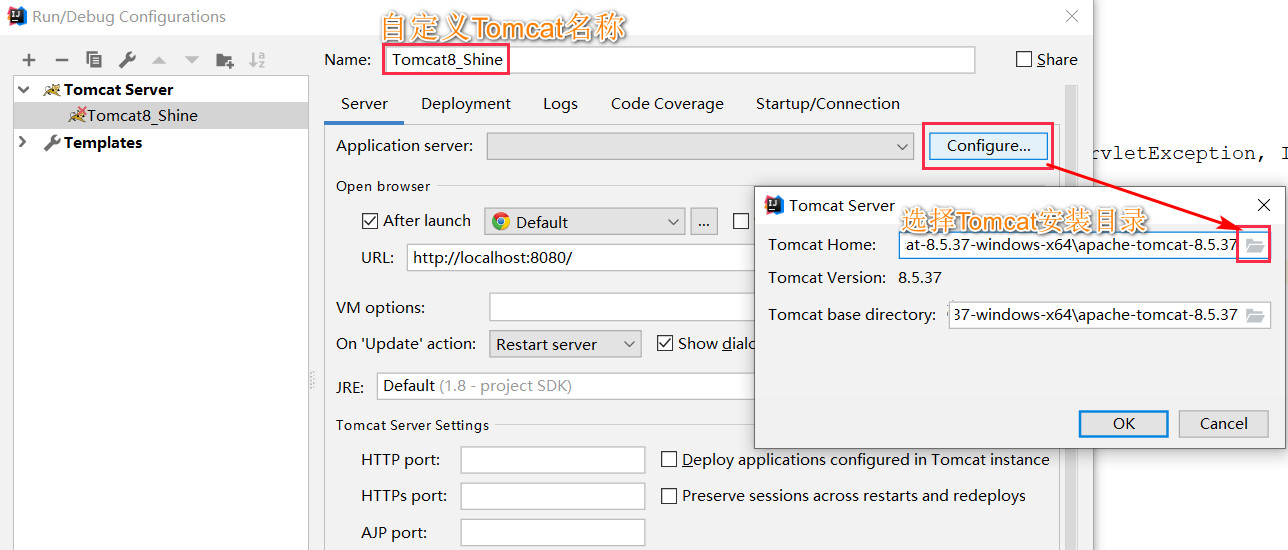 Run/Debug Configurations
自定义Tomcat名称
Name: Tomcat8_Shine Share
Tomcat Server
Tomcat8_Shine
Templates
Server Deployment Logs Code Coverage Startup/Connection
Application server: Configure...
rvletException, I
Open browser
After launch Default ...
URL: http://localhost:8080/
VM options:
On 'Update' action: Restart server Show dialo
JRE: Default (1.8 - project SDK)
Tomcat Server Settings
HTTP port: Deploy applications configured in Tomcat instance
HTTPs port: Preserve sessions across restarts and redeploys
AJP port:
Tomcat Server
选择Tomcat安装目录
Tomcat Home: at-8.5.37-windows-x64\apache-tomcat-8.5.37
Tomcat Version: 8.5.37
Tomcat base directory: 37-windows-x64\apache-tomcat-8.5.37
OK Cancel